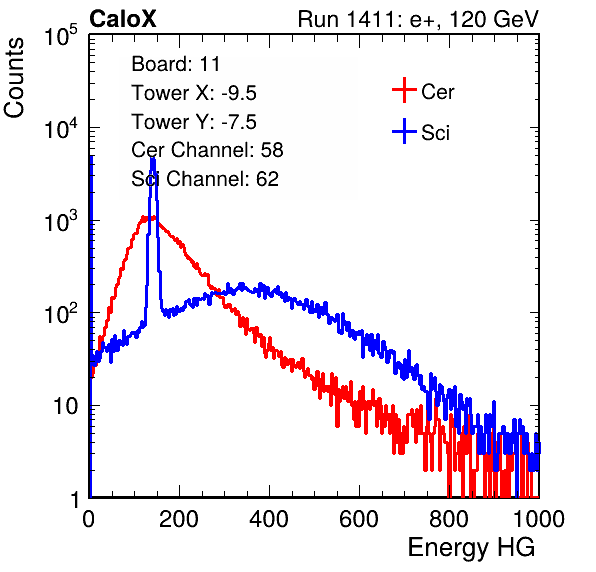 CaloX Run 1411: e+, 120 GeV
Counts
Board: 11
Tower X: -9.5
Tower Y: -7.5
Cer Channel: 58
Sci Channel: 62
Cer
Sci
10^5
10^4
10^3
10^2
10
1
0 200 400 600 800 1000
Energy HG